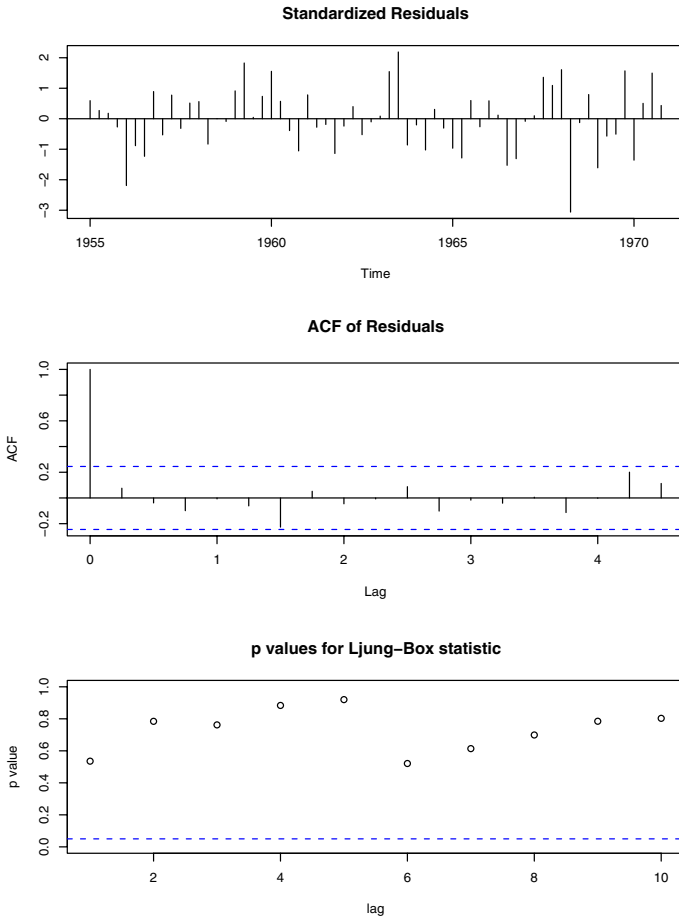 Standardized Residuals
2
1
0
−1
−2
−3
1955 1960 1965 1970
Time
ACF of Residuals
1.0
0.6
0.2
−0.2
ACF
0 1 2 3 4
Lag
p values for Ljung−Box statistic
1.0
0.8
0.6
0.4
0.2
0.0
p value
2 4 6 8 10
lag